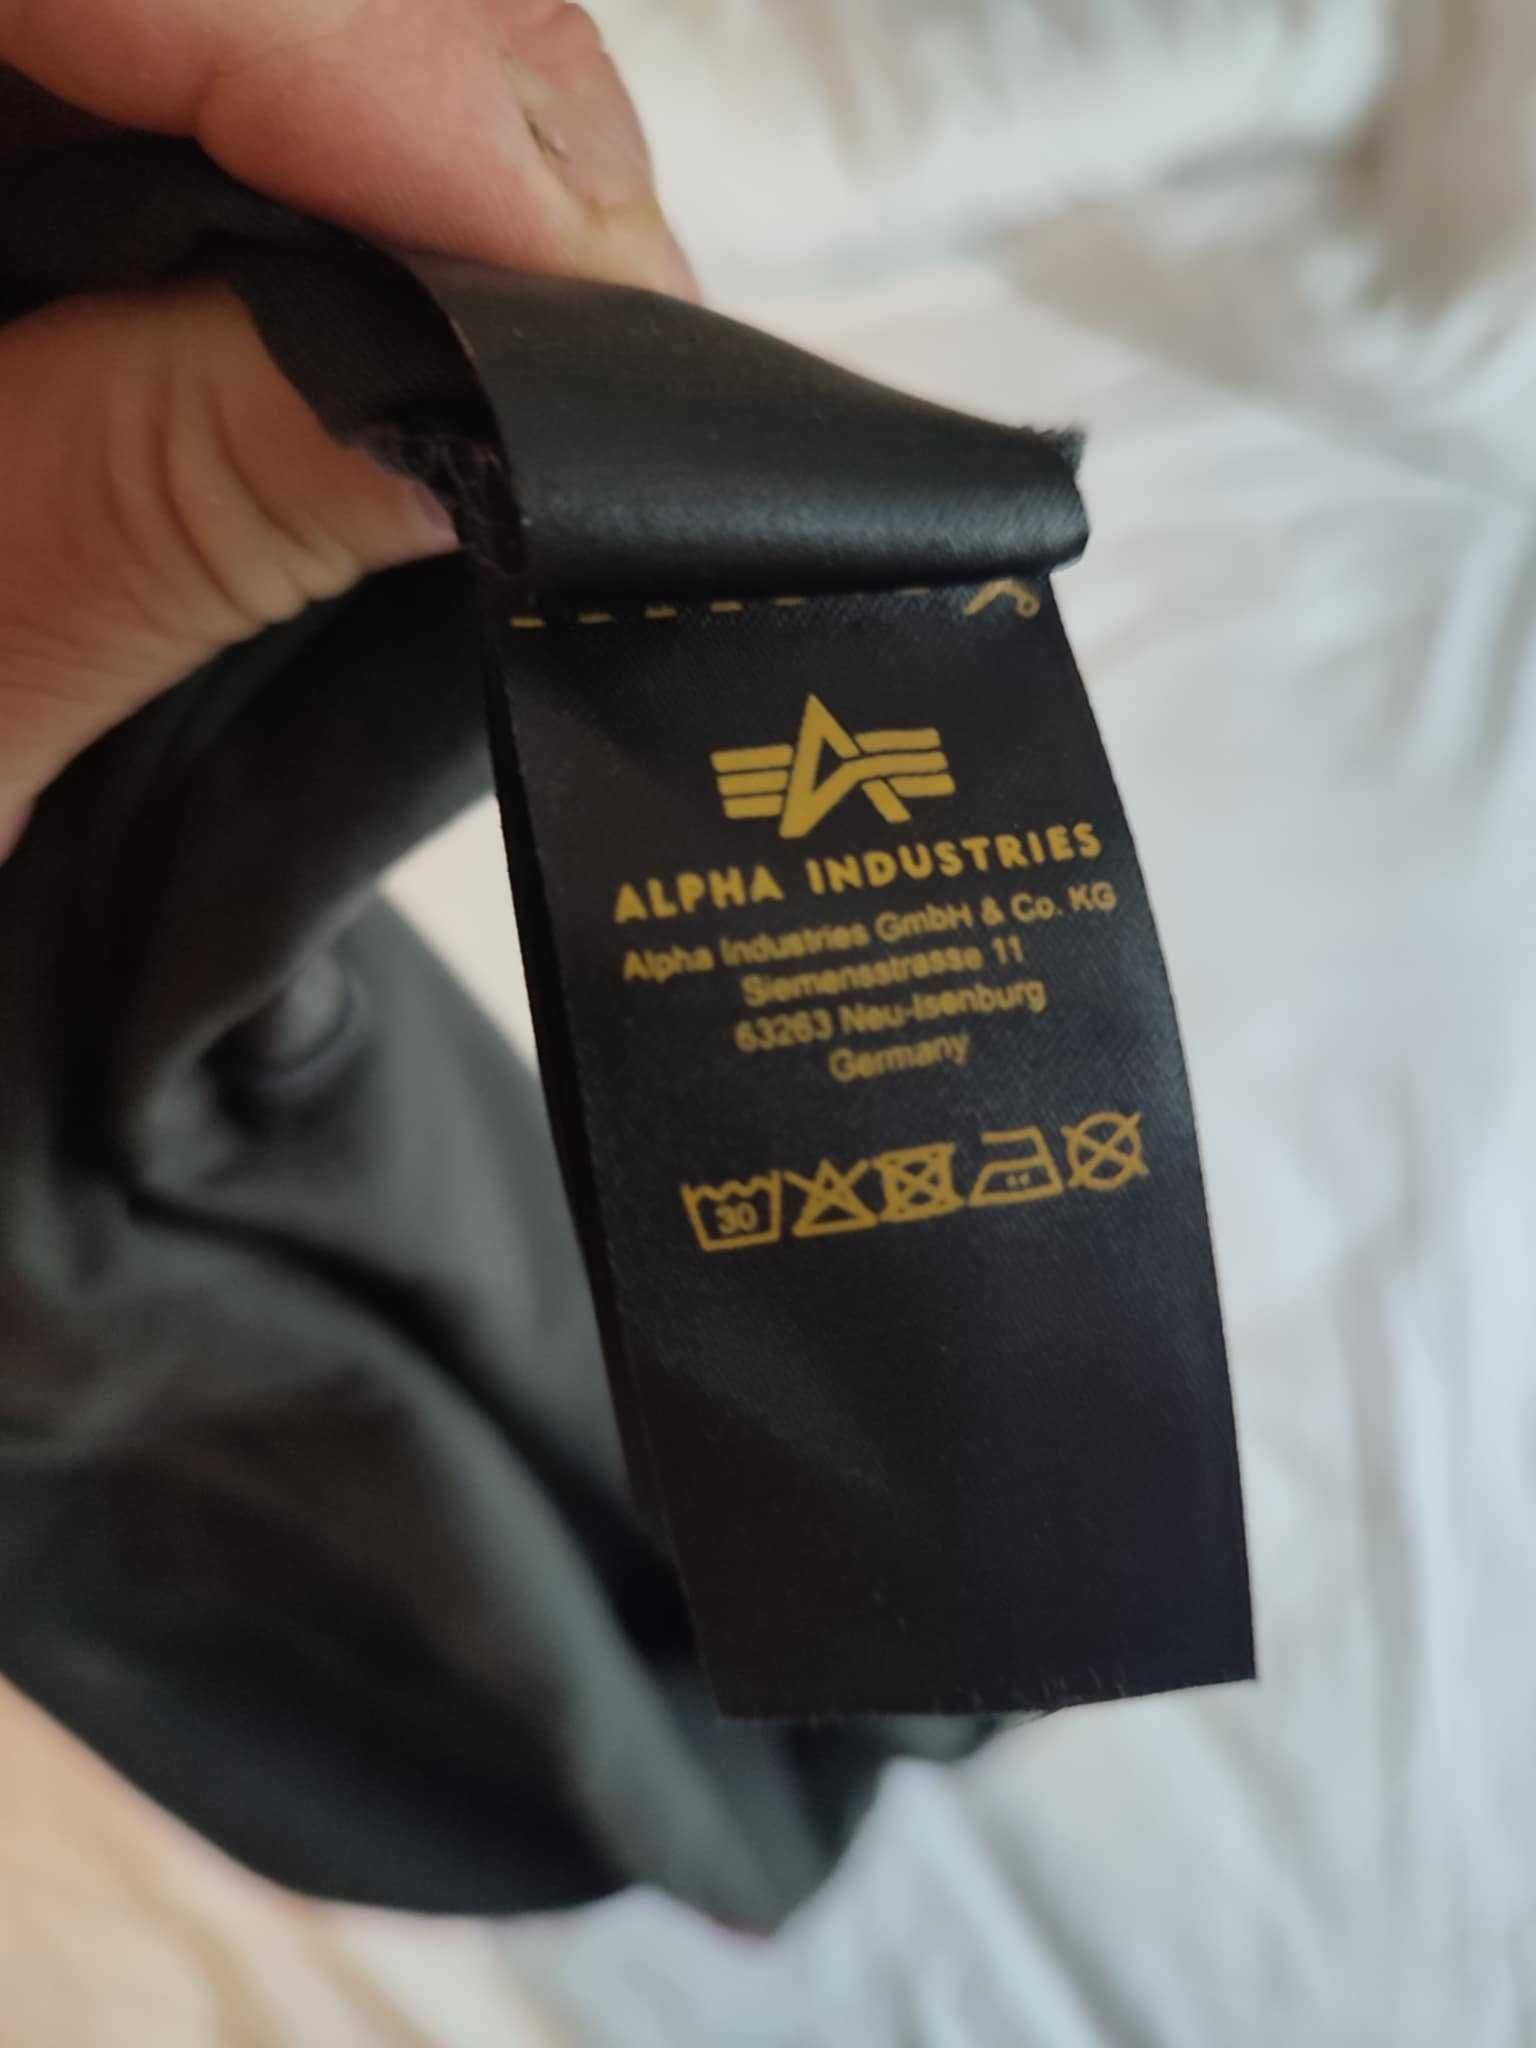 ALPHA INDUSTRIES
Alpha Industries GmbH & Co. KG
Siemensstrasse 11
63263 Neu-Isenburg
Germany
30